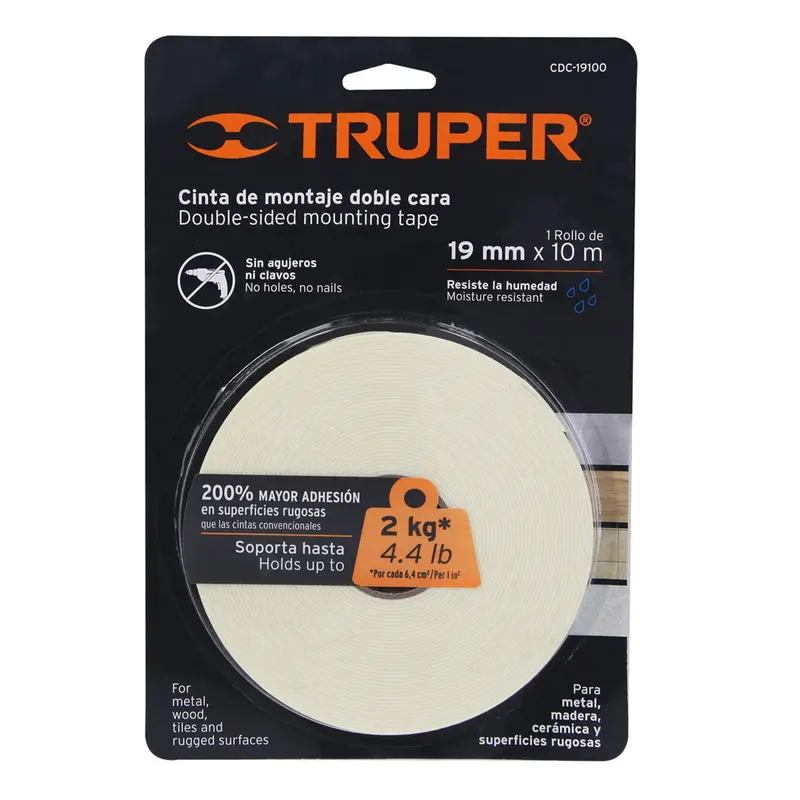 CDC-19100
TRUPER®
Cinta de montaje doble cara
Double-sided mounting tape
1 Rollo de
19 mm x 10 m
Sin agujeros
ni clavos
No holes, no nails
Resiste la humedad
Moisture resistant
200% MAYOR ADHESIÓN
en superficies rugosas
que las cintas convencionales
Soporta hasta
Holds up to
2 kg*
4.4 lb
*Por cada 6,4 cm²/Per 1 in²
For
metal,
wood,
tiles and
rugged surfaces
Para
metal,
madera,
cerámica y
superficies rugosas